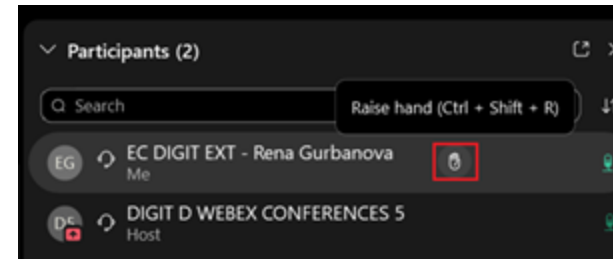 Participants (2)
Search
Raise hand (Ctrl + Shift + R)
EG
EC DIGIT EXT - Rena Gurbanova
Me
D5
DIGIT D WEBEX CONFERENCES 5
Host